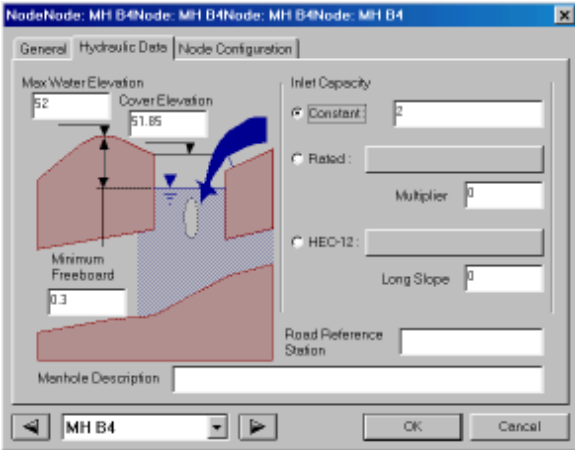 NodeNode: MH B4Node: MH B4Node: MH B4Node: MH B4
General Hydraulic Data Node Configuration
Max Water Elevation
52
Cover Elevation
51.85
Minimum
Freeboard
0.3
Inlet Capacity
Constant: 2
Rated :
Multiplier 0
HEC-12 :
Long Slope 0
Road Reference
Station
Manhole Description
MH B4 OK Cancel